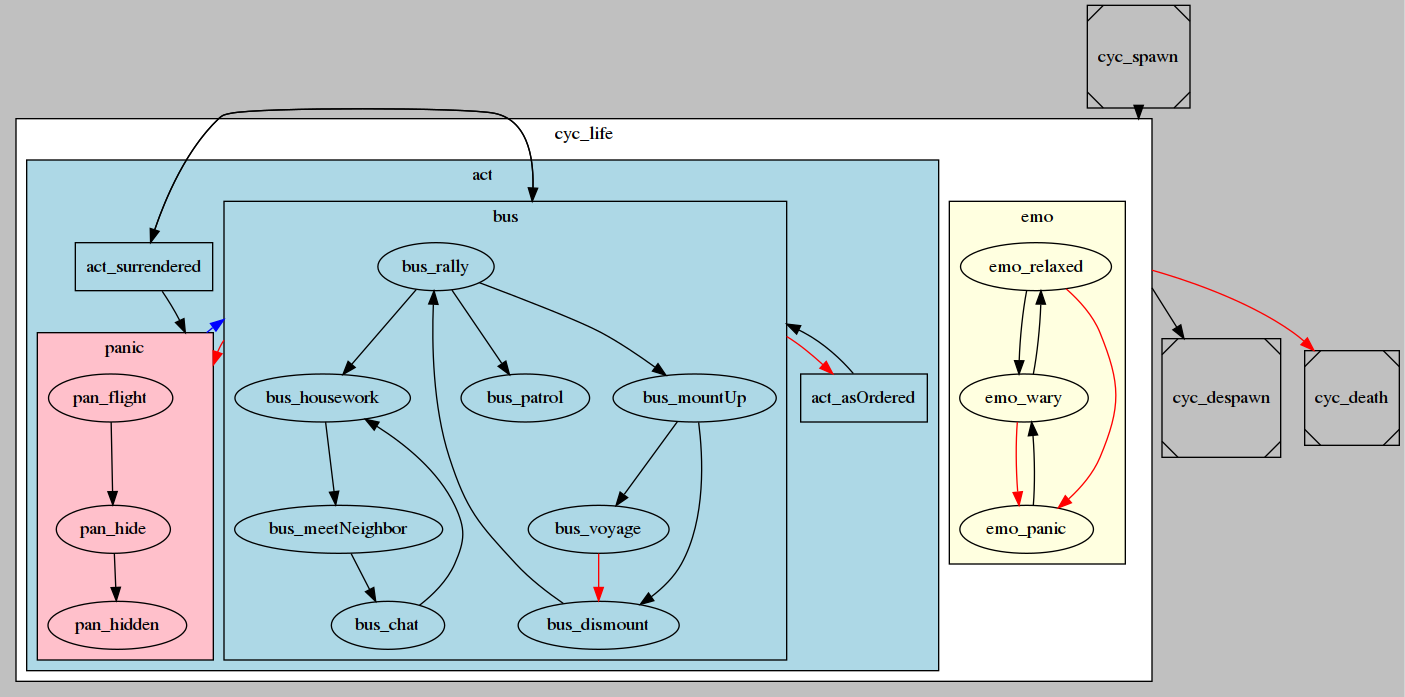 cyc_spawn
cyc_life
act
bus
emo
act_surrendered
bus_rally
emo_relaxed
panic
pan_flight
bus_housework
bus_patrol
bus_mountUp
act_asOrdered
emo_wary
cyc_despawn
cyc_death
pan_hide
bus_meetNeighbor
bus_voyage
emo_panic
pan_hidden
bus_chat
bus_dismount